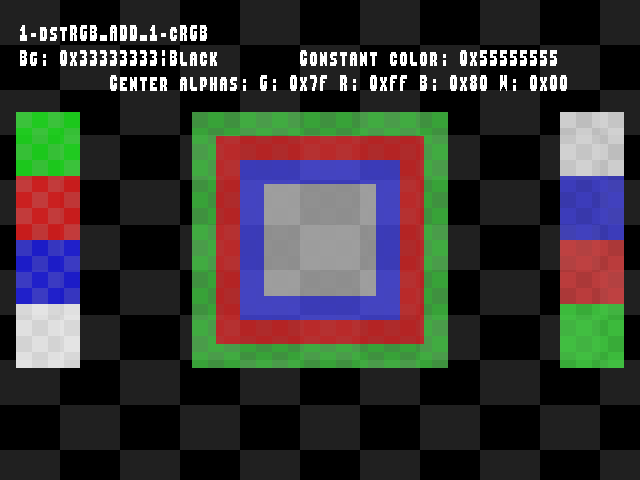 1-dstRGB_ADD_1-cRGB
Bg: 0x33333333;Black Constant color: 0x55555555
Center alphas: G: 0x7F R: 0xFF B: 0x80 W: 0x00